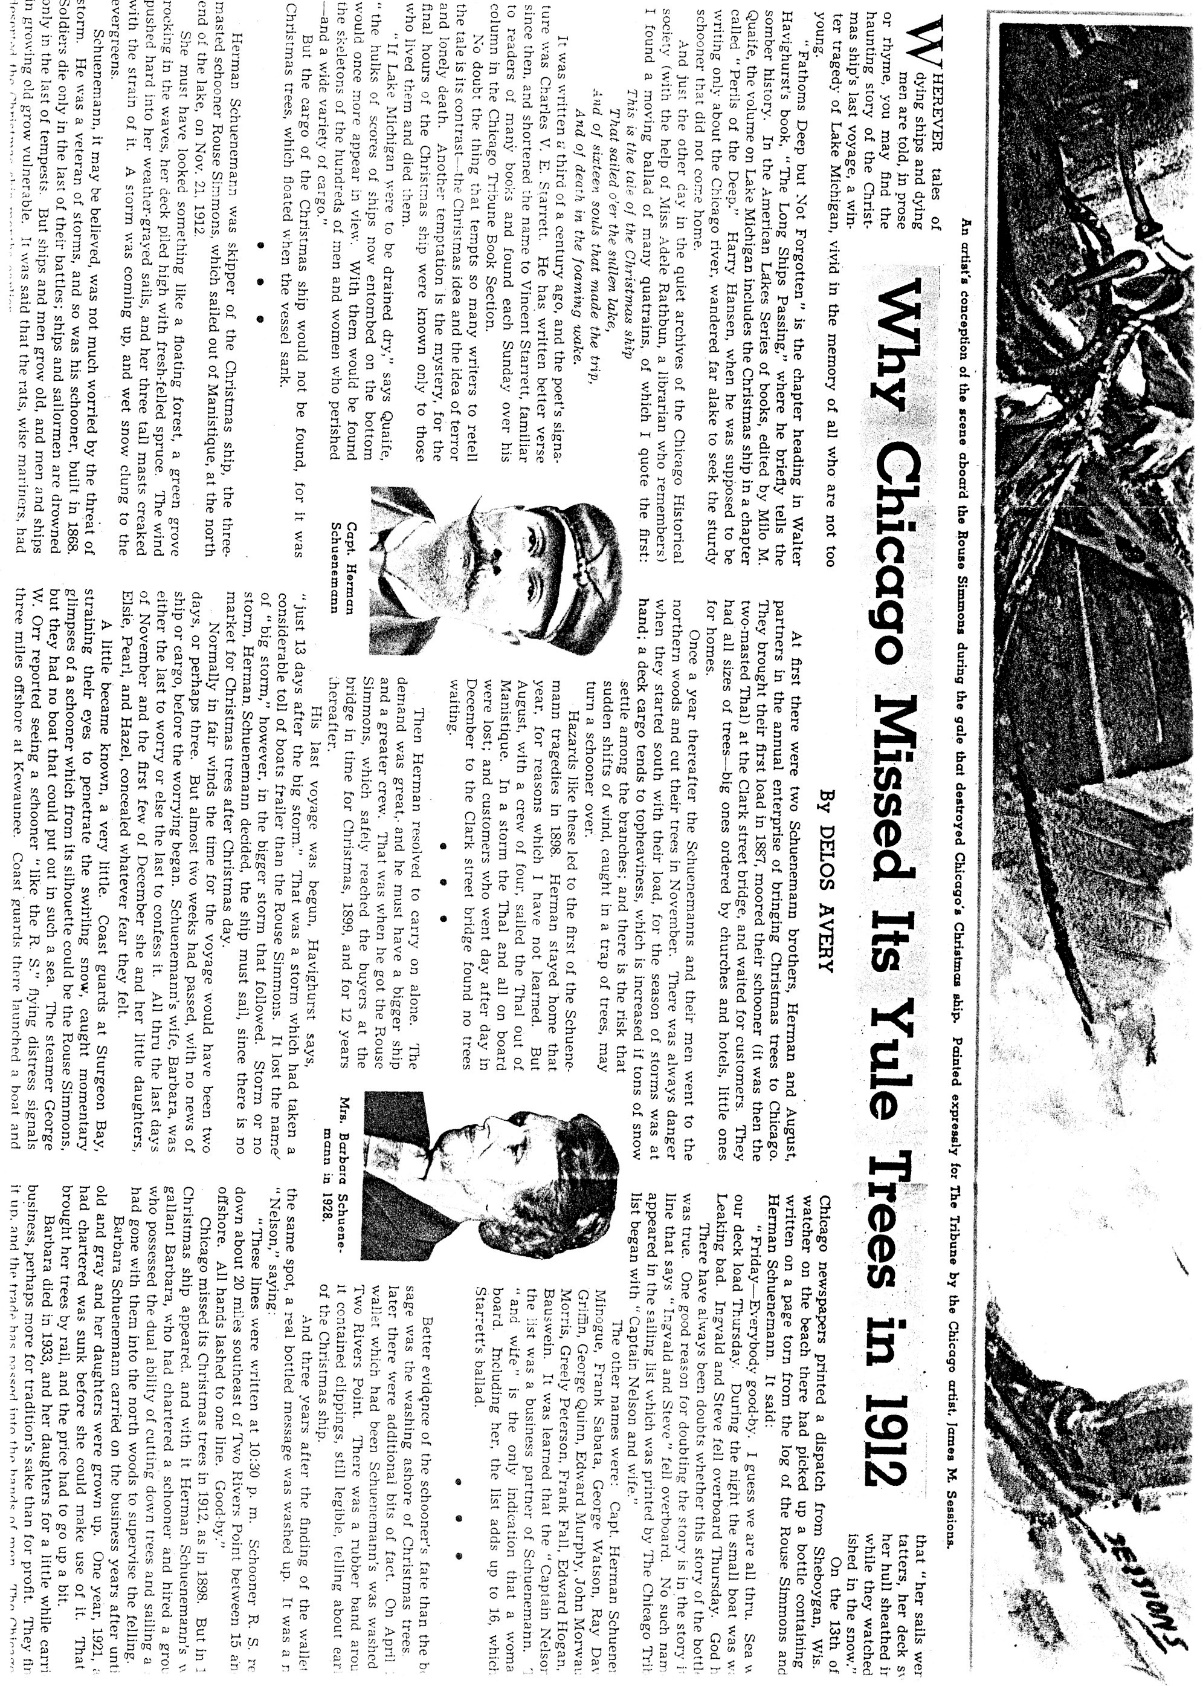 SESSIONS
An artist's conception of the scene aboard the Rouse Simmons during the gale that destroyed Chicago's Christmas ship. Painted expressly for The Tribune by the Chicago artist, James M. Sessions.
Why Chicago Missed Its Yule Trees in 1912
By DELOS AVERY
WHEREVER tales of
dying ships and dying
men are told, in prose
or rhyme, you may find the
haunting story of the Christ-
mas ship's last voyage, a win-
ter tragedy of Lake Michigan, vivid in the memory of all who are not too
young.
"Fathoms Deep but Not Forgotten" is the chapter heading in Walter
Havighurst's book, "The Long Ships Passing," where he briefly tells the
somber history. In the American Lakes Series of books, edited by Milo M.
Quaife, the volume on Lake Michigan includes the Christmas ship in a chapter
called "Perils of the Deep." Harry Hansen, when he was supposed to be
writing only about the Chicago river, wandered far alake to seek the sturdy
schooner that did not come home.
And just the other day in the quiet archives of the Chicago Historical
society (with the help of Miss Adele Rathbun, a librarian who remembers)
I found a moving ballad of many quatrains, of which I quote the first:
This is the tale of the Christmas ship
That sailed o'er the sullen lake,
And of sixteen souls that made the trip,
And of death in the foaming wake.
It was written a third of a century ago, and the poet's signa-
ture was Charles V. E. Starrett. He has written better verse
since then, and shortened the name to Vincent Starrett, familiar
to readers of many books and found each Sunday over his
column in the Chicago Tribune Book Section.
No doubt the thing that tempts so many writers to retell
the tale is its contrast—the Christmas idea and the idea of terror
and lonely death. Another temptation is the mystery, for the
final hours of the Christmas ship were known only to those
who lived them and died them.
"If Lake Michigan were to be drained dry," says Quaife,
"the hulks of scores of ships now entombed on the bottom
would once more appear in view. With them would be found
the skeletons of the hundreds of men and women who perished
—and a wide variety of cargo."
But the cargo of the Christmas ship would not be found, for it was
Christmas trees, which floated when the vessel sank.
Herman Schuenemann was skipper of the Christmas ship, the three-
masted schooner Rouse Simmons, which sailed out of Manistique, at the north
end of the lake, on Nov. 21, 1912.
She must have looked something like a floating forest, a green grove
rocking in the waves, her deck piled high with fresh-felled spruce. The wind
pushed hard into her weather-grayed sails, and her three tall masts creaked
with the strain of it. A storm was coming up, and wet snow clung to the
evergreens.
Schuenemann, it may be believed, was not much worried by the threat of
storm. He was a veteran of storms, and so was his schooner, built in 1868.
Soldiers die only in the last of their battles; ships and sailormen are drowned
only in the last of tempests. But ships and men grow old, and men and ships
in growing old grow vulnerable. It was said that the rats, wise mariners, had
Capt. Herman
Schuenemann
At first there were two Schuenemann brothers, Herman and August,
partners in the annual enterprise of bringing Christmas trees to Chicago.
They brought their first load in 1887, moored their schooner (it was then the
two-masted Thal) at the Clark street bridge, and waited for customers. They
had all sizes of trees—big ones ordered by churches and hotels, little ones
for homes.
Once a year thereafter the Schuenemanns and their men went to the
northern woods and cut their trees in November. There was always danger
when they started south with their load, for the season of storms was at
hand; a deck cargo tends to topheaviness, which is increased if tons of snow
settle among the branches; and there is the risk that
sudden shifts of wind, caught in a trap of trees, may
turn a schooner over.
Hazards like these led to the first of the Schuene-
mann tragedies in 1898. Herman stayed home that
year, for reasons which I have not learned. But
August, with a crew of four, sailed the Thal out of
Manistique. In a storm the Thal and all on board
were lost; and customers who went day after day in
December to the Clark street bridge found no trees
waiting.
Then Herman resolved to carry on alone. The
demand was great, and he must have a bigger ship
and a greater crew. That was when he got the Rouse
Simmons, which safely reached the buyers at the
bridge in time for Christmas, 1899, and for 12 years
thereafter.
His last voyage was begun, Havighurst says,
"just 13 days after the big storm." That was a storm which had taken a
considerable toll of boats frailer than the Rouse Simmons. It lost the name
of "big storm," however, in the bigger storm that followed. Storm or no
storm, Herman Schuenemann decided, the ship must sail, since there is no
market for Christmas trees after Christmas day.
Normally in fair winds the time for the voyage would have been two
days, or perhaps three. But almost two weeks had passed, with no news of
ship or cargo, before the worrying began. Schuenemann's wife, Barbara, was
either the last to worry or else the last to confess it. All thru the last days
of November and the first few of December she and her little daughters,
Elsie, Pearl, and Hazel, concealed whatever fear they felt.
A little became known, a very little. Coast guards at Sturgeon Bay,
straining their eyes to penetrate the swirling snow, caught momentary
glimpses of a schooner which from its silhouette could be the Rouse Simmons,
but they had no boat that could put out in such a sea. The steamer George
W. Orr reported seeing a schooner "like the R. S." flying distress signals
three miles offshore at Kewaunee. Coast guards there launched a boat and
Mrs. Barbara Schuene-
mann in 1928.
that "her sails wer
tatters, her deck s
her hull sheathed i
while they watched
ished in the snow."
On the 13th of
Chicago newspapers printed a dispatch from Sheboygan, Wis.
watcher on the beach there had picked up a bottle containing
written on a page torn from the log of the Rouse Simmons and
Herman Schuenemann. It said:
"Friday—Everybody good-by. I guess we are all thru. Sea w
our deck load Thursday. During the night the small boat was w
Leaking bad. Ingvald and Steve fell overboard Thursday. God h
There have always been doubts whether this story of the bottl
was true. One good reason for doubting the story is in the story i
line that says "Ingvald and Steve" fell overboard. No such nam
appeared in the sailing list which was printed by The Chicago Trib
list began with "Captain Nelson and wife."
The other names were: Capt. Herman Schuene
Minogue, Frank Sabata, George Watson, Ray Dav
Griffin, George Quinn, Edward Murphy, John Morwau
Morris, Greely Peterson, Frank Fall, Edward Hogan,
Bauswein. It was learned that the "Captain Nelson
the list was a business partner of Schuenemann. "
"and wife" is the only indication that a woma
board. Including her, the list adds up to 16, which
Starrett's ballad.
Better evidence of the schooner's fate than the b
sage was the washing ashore of Christmas trees.
later there were additional bits of fact. On April
wallet which had been Schuenemann's was washed
Two Rivers Point. There was a rubber band arou
it contained clippings, still legible, telling about ear
of the Christmas ship.
And three years after the finding of the wallet
the same spot, a real bottled message was washed up. It was a n
"Nelson," saying:
"These lines were written at 10:30 p. m. Schooner R. S. re
down about 20 miles southeast of Two Rivers Point between 15 an
offshore. All hands lashed to one line. Good-by."
Chicago missed its Christmas trees in 1912, as in 1898. But in 1
Christmas ship appeared, and with it Herman Schuenemann's w
gallant Barbara, who had chartered a schooner and hired a grou
who possessed the dual ability of cutting down trees and sailing a
had gone with them into the north woods to supervise the felling.
Barbara Schuenemann carried on the business years after unti
old and gray and her daughters were grown up. One year, 1921, a
had chartered was sunk before she could make use of it. That
brought her trees by rail, and the price had to go up a bit.
Barbara died in 1933, and her daughters for a little while carri
business, perhaps more for tradition's sake than for profit. They fi
it up, and the trade has passed into the hands of men. The